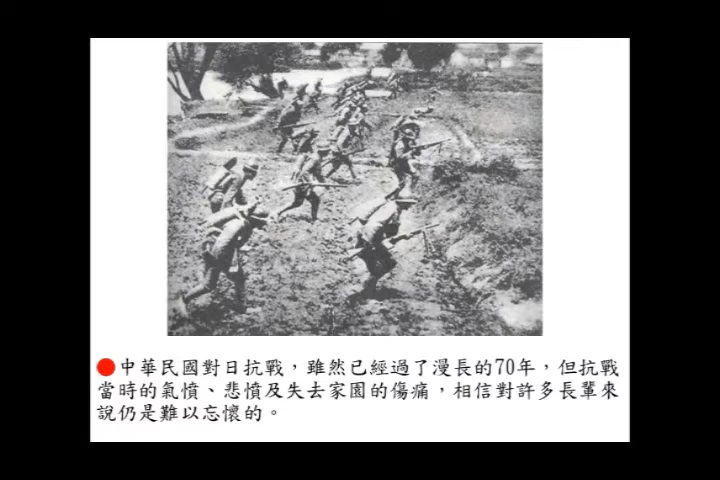 中華民國對日抗戰，雖然已經過了漫長的70年，但抗戰
當時的氣憤、悲憤及失去家園的傷痛，相信對許多長輩來
說仍是難以忘懷的。